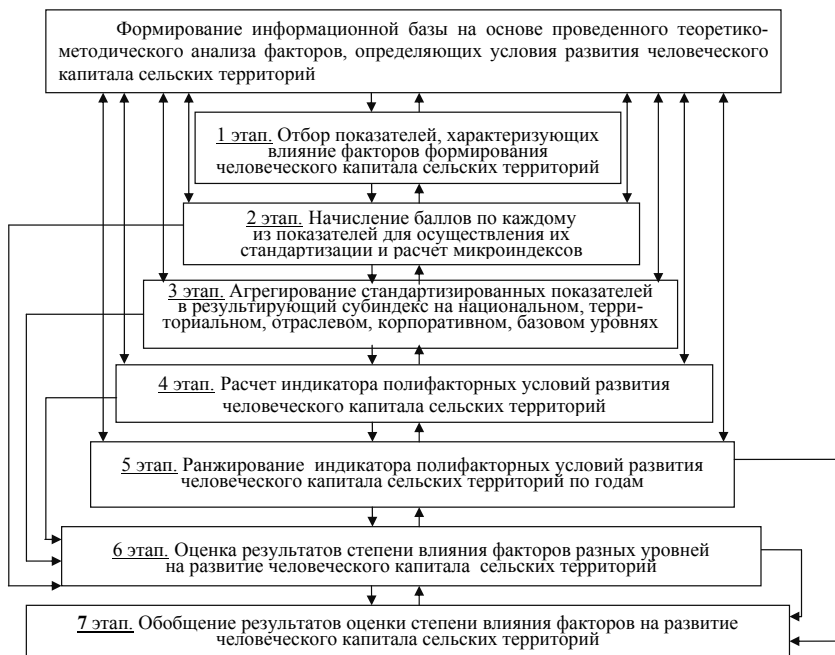 Формирование информационной базы на основе проведенного теоретико-
методического анализа факторов, определяющих условия развития человеческого
капитала сельских территорий
1 этап. Отбор показателей, характеризующих
влияние факторов формирования
человеческого капитала сельских территорий
2 этап. Начисление баллов по каждому
из показателей для осуществления их
стандартизации и расчет микроиндексов
3 этап. Агрегирование стандартизированных показателей
в результирующий субиндекс на национальном, терри-
ториальном, отраслевом, корпоративном, базовом уровнях
4 этап. Расчет индикатора полифакторных условий развития
человеческого капитала сельских территорий
5 этап. Ранжирование индикатора полифакторных условий развития
человеческого капитала сельских территорий по годам
6 этап. Оценка результатов степени влияния факторов разных уровней
на развитие человеческого капитала сельских территорий
7 этап. Обобщение результатов оценки степени влияния факторов на развитие
человеческого капитала сельских территорий